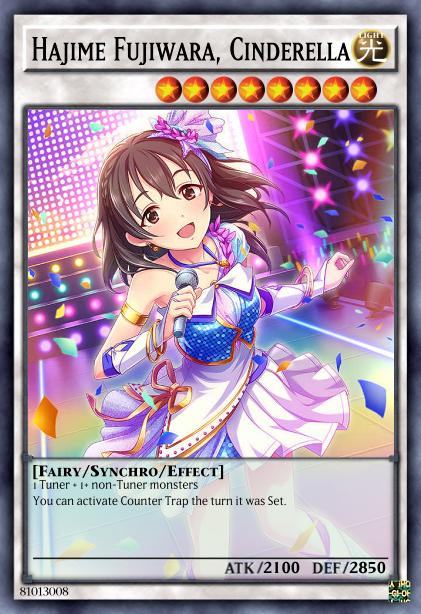 Hajime Fujiwara, Cinderella
LIGHT
光
[Fairy/Synchro/Effect]
1 Tuner + 1+ non-Tuner monsters
You can activate Counter Trap the turn it was Set.
ATK/2100 DEF/2850
81013008